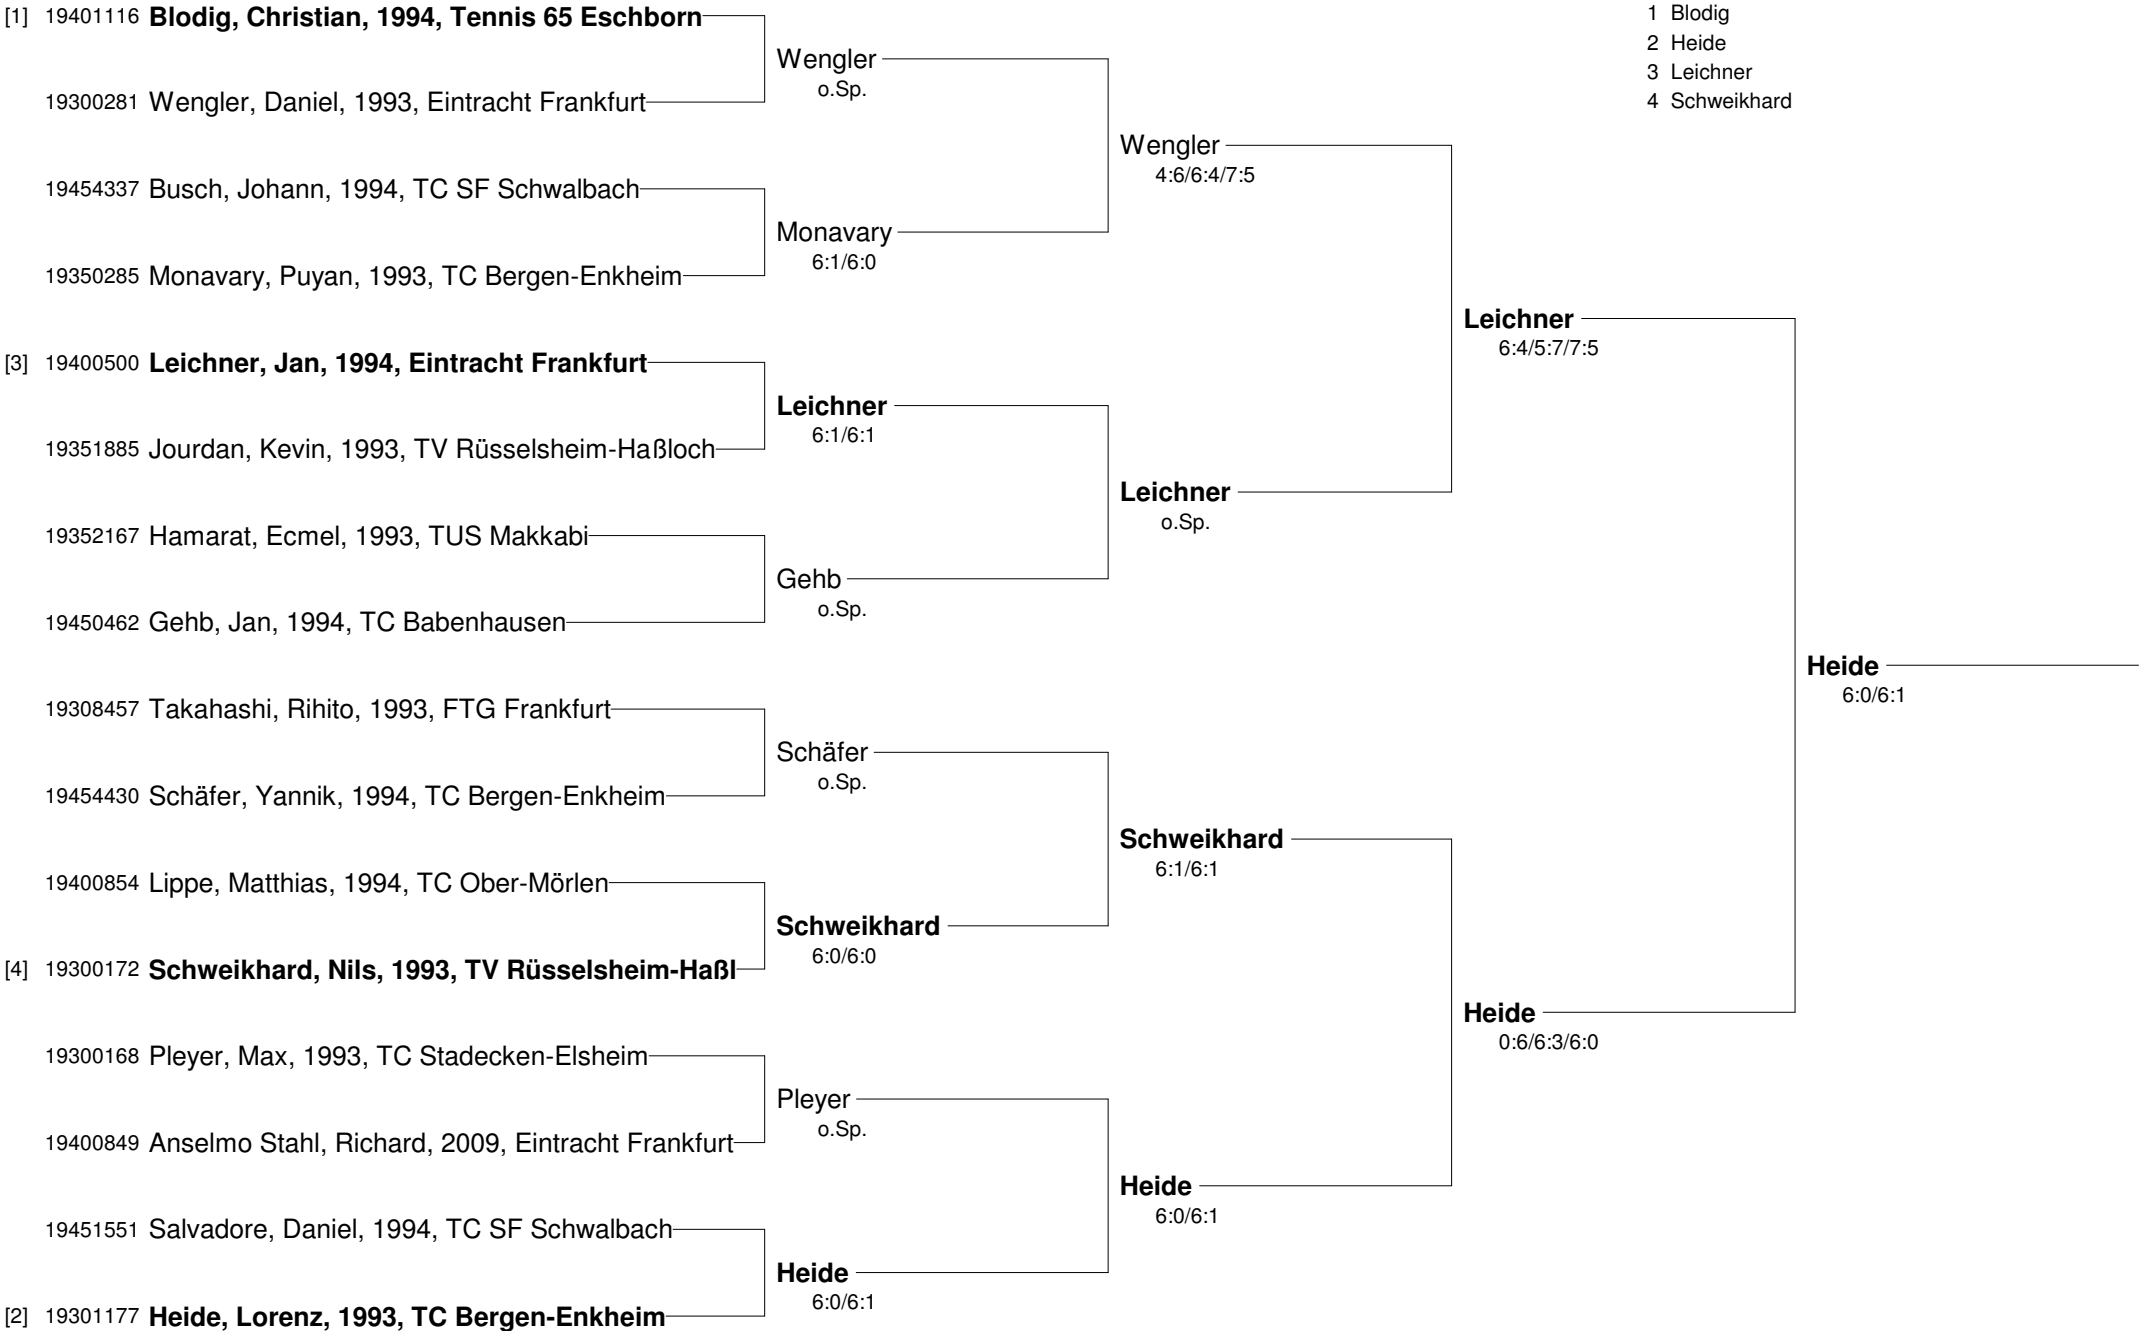 [1] 19401116 Blodig, Christian, 1994, Tennis 65 Eschborn
19300281 Wengler, Daniel, 1993, Eintracht Frankfurt
19454337 Busch, Johann, 1994, TC SF Schwalbach
19350285 Monavary, Puyan, 1993, TC Bergen-Enkheim
[3] 19400500 Leichner, Jan, 1994, Eintracht Frankfurt
19351885 Jourdan, Kevin, 1993, TV Rüsselsheim-Haßloch
19352167 Hamarat, Ecmel, 1993, TUS Makkabi
19450462 Gehb, Jan, 1994, TC Babenhausen
19308457 Takahashi, Rihito, 1993, FTG Frankfurt
19454430 Schäfer, Yannik, 1994, TC Bergen-Enkheim
19400854 Lippe, Matthias, 1994, TC Ober-Mörlen
[4] 19300172 Schweikhard, Nils, 1993, TV Rüsselsheim-Haßl
19300168 Pleyer, Max, 1993, TC Stadecken-Elsheim
19400849 Anselmo Stahl, Richard, 2009, Eintracht Frankfurt
19451551 Salvadore, Daniel, 1994, TC SF Schwalbach
[2] 19301177 Heide, Lorenz, 1993, TC Bergen-Enkheim
Wengler
o.Sp.
Monavary
6:1/6:0
Leichner
6:1/6:1
Gehb
o.Sp.
Schäfer
o.Sp.
Schweikhard
6:0/6:0
Pleyer
o.Sp.
Heide
6:0/6:1
Wengler
4:6/6:4/7:5
Leichner
o.Sp.
Schweikhard
6:1/6:1
Heide
6:0/6:1
Leichner
6:4/5:7/7:5
Heide
0:6/6:3/6:0
Heide
6:0/6:1
1 Blodig
2 Heide
3 Leichner
4 Schweikhard